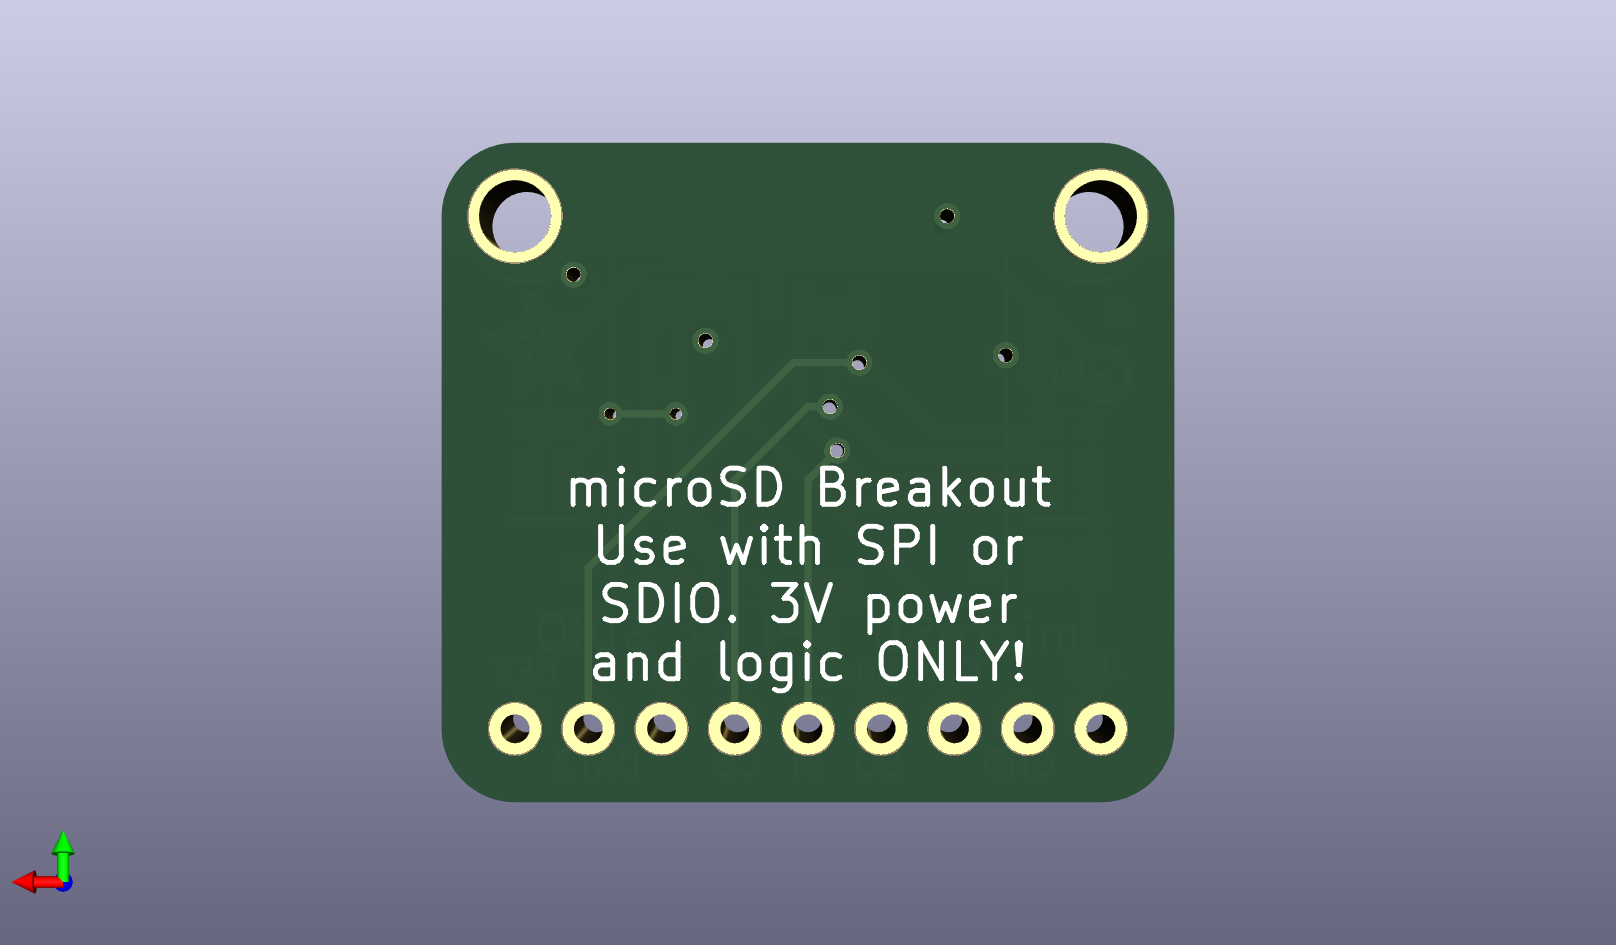 microSD Breakout
Use with SPI or
SDIO. 3V power
and logic ONLY!